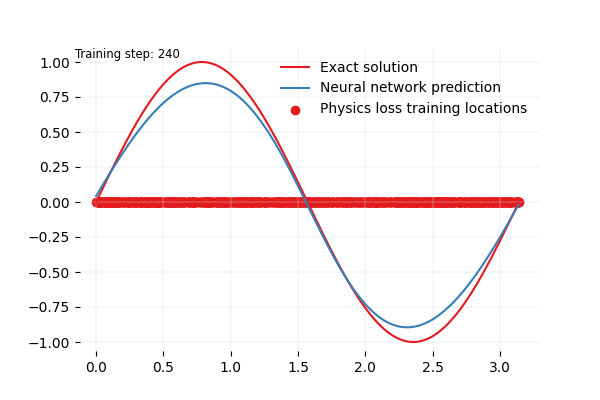 Training step: 240
Exact solution
Neural network prediction
Physics loss training locations
1.00
0.75
0.50
0.25
0.00
−0.25
−0.50
−0.75
−1.00
0.0 0.5 1.0 1.5 2.0 2.5 3.0